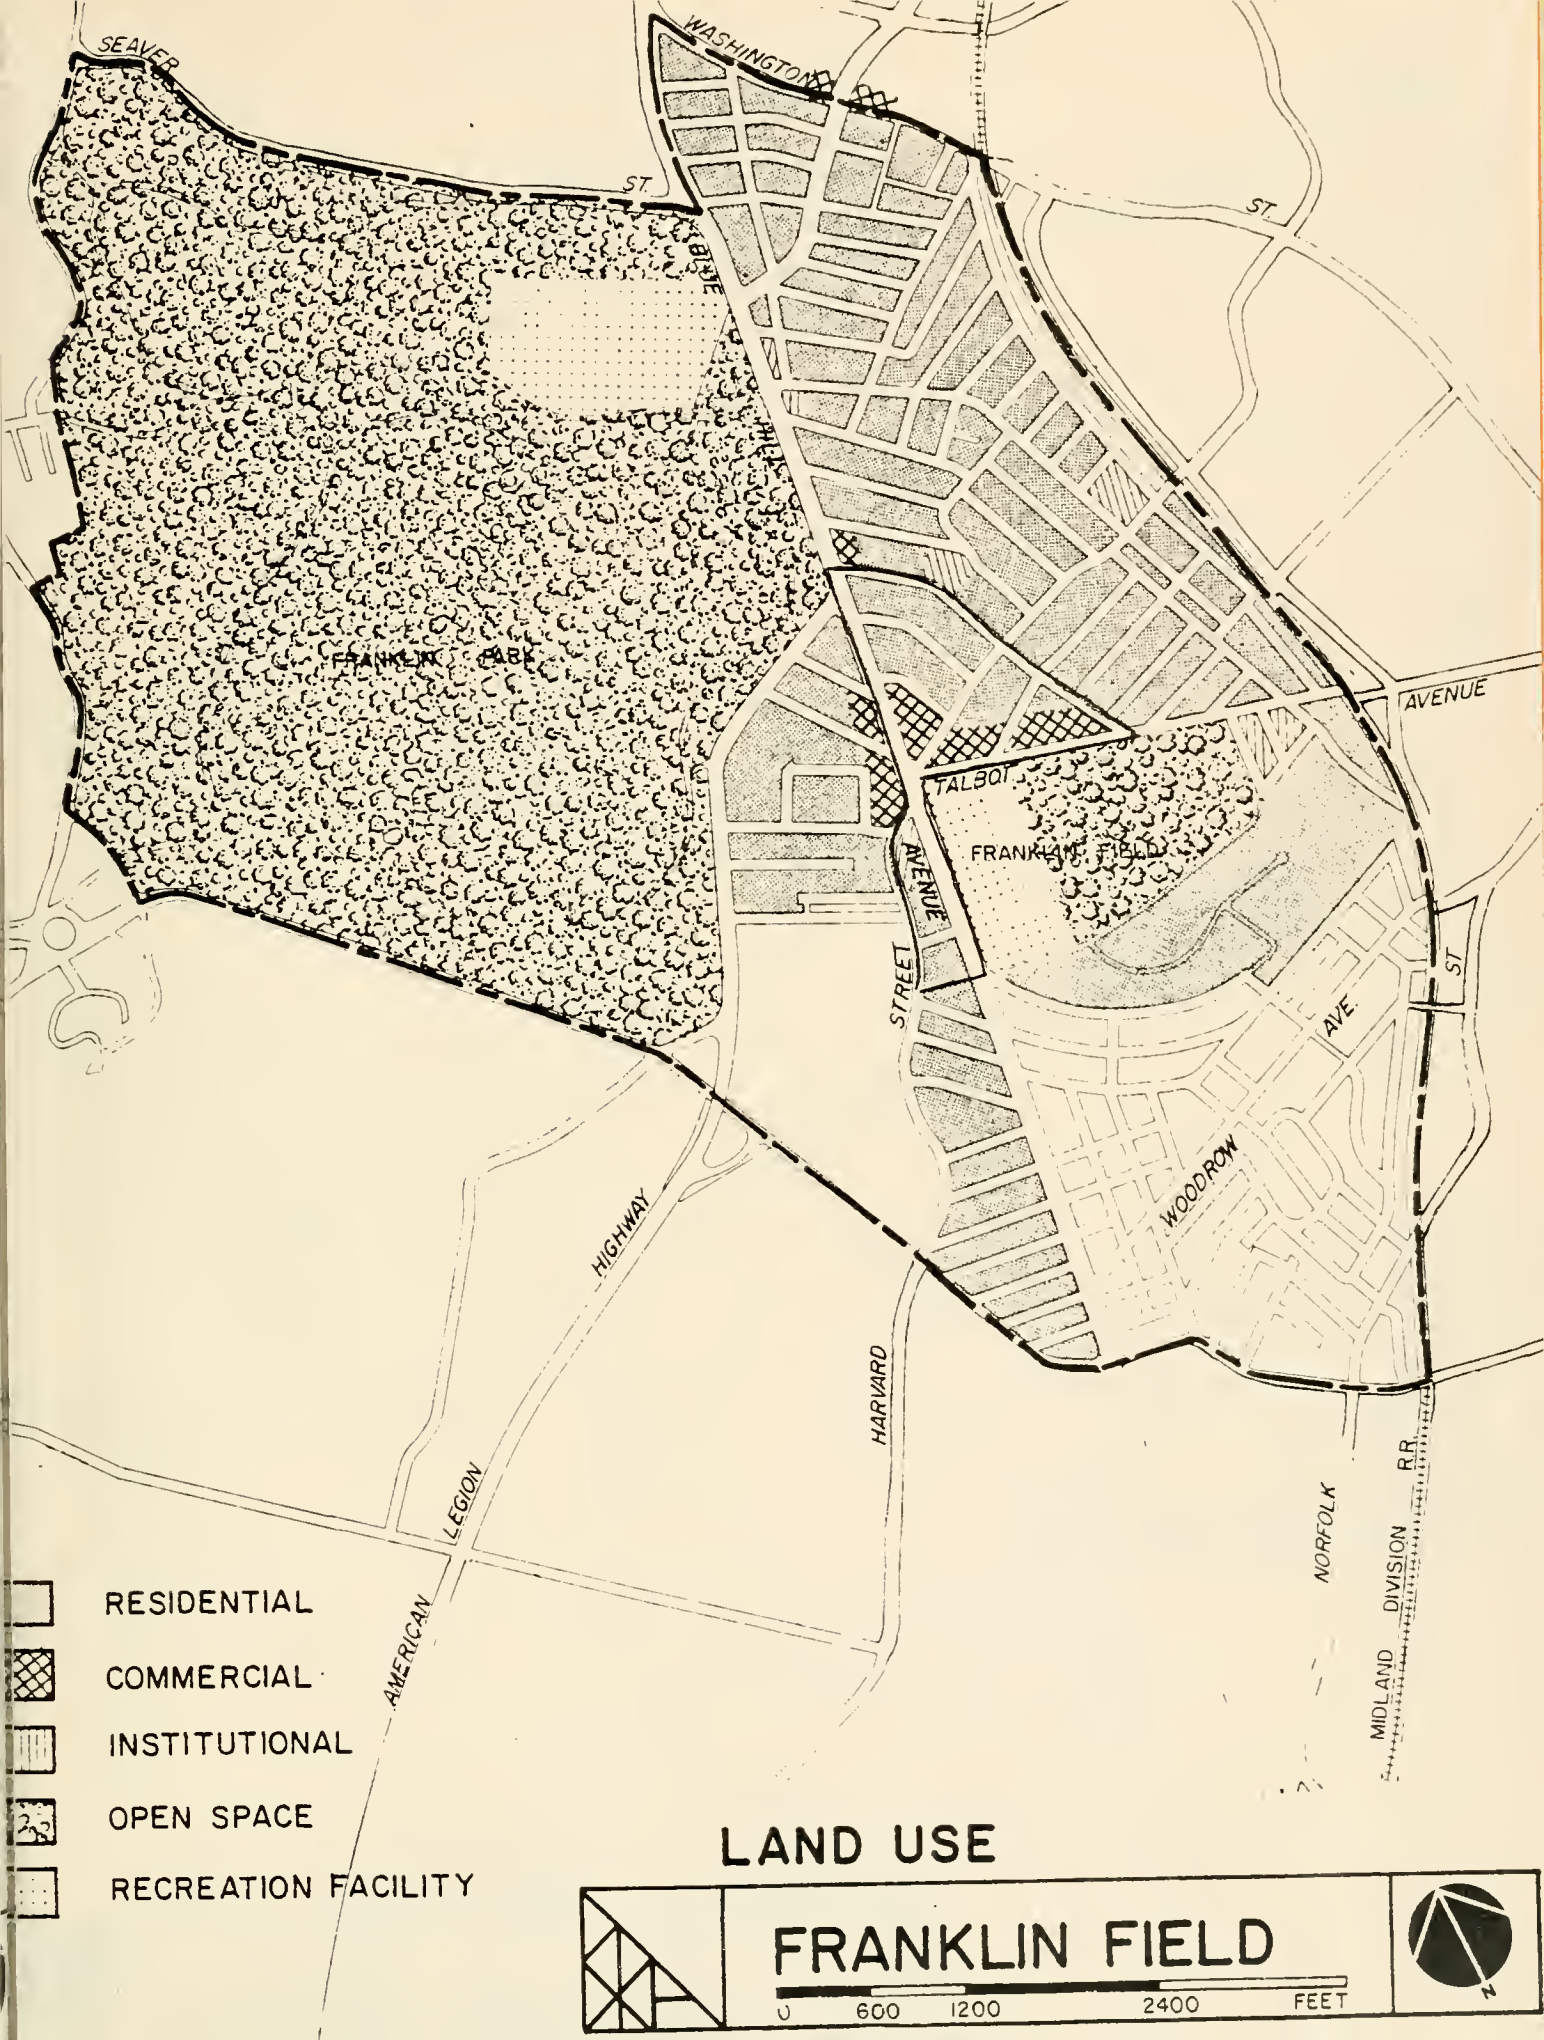 SEAVER
WASHINGTON
ST.
ST.
BLUE
HILL
FRANKLIN PARK
AVENUE
TALBOT
FRANKLIN FIELD
AVENUE
STREET
ST
AVE.
WOODROW
HIGHWAY
HARVARD
LEGION
AMERICAN
NORFOLK
MIDLAND DIVISION R.R.
RESIDENTIAL
COMMERCIAL
INSTITUTIONAL
OPEN SPACE
RECREATION FACILITY
LAND USE
FRANKLIN FIELD
0 600 1200 2400 FEET
N